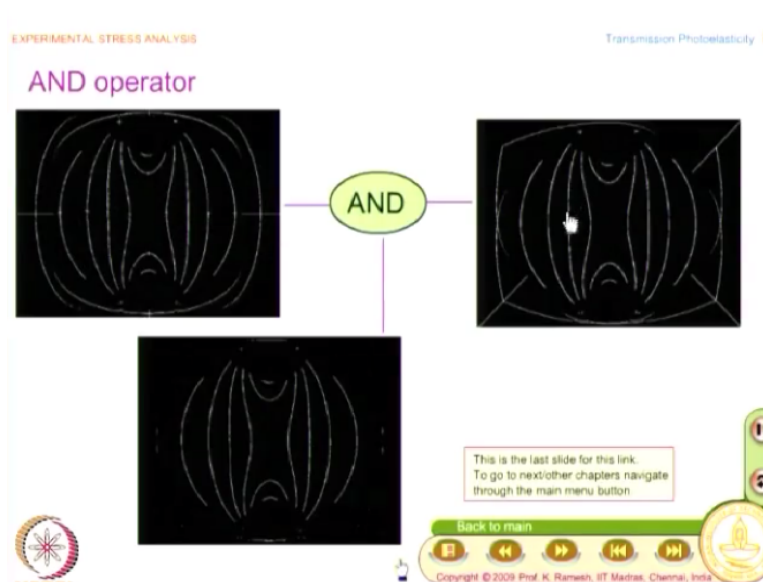 EXPERIMENTAL STRESS ANALYSIS
Transmission Photoelasticity
AND operator
AND
This is the last slide for this link.
To go to next/other chapters navigate
through the main menu button
1
2
Back to main
Copyright © 2009 Prof. K. Ramesh, IIT Madras, Chennai, India